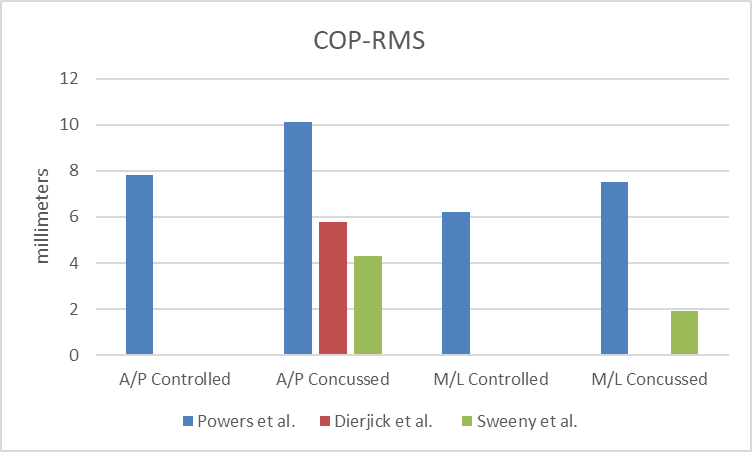 COP-RMS
millimeters
12
10
8
6
4
2
0
A/P Controlled A/P Concussed M/L Controlled M/L Concussed
Powers et al. Dierjick et al. Sweeny et al.